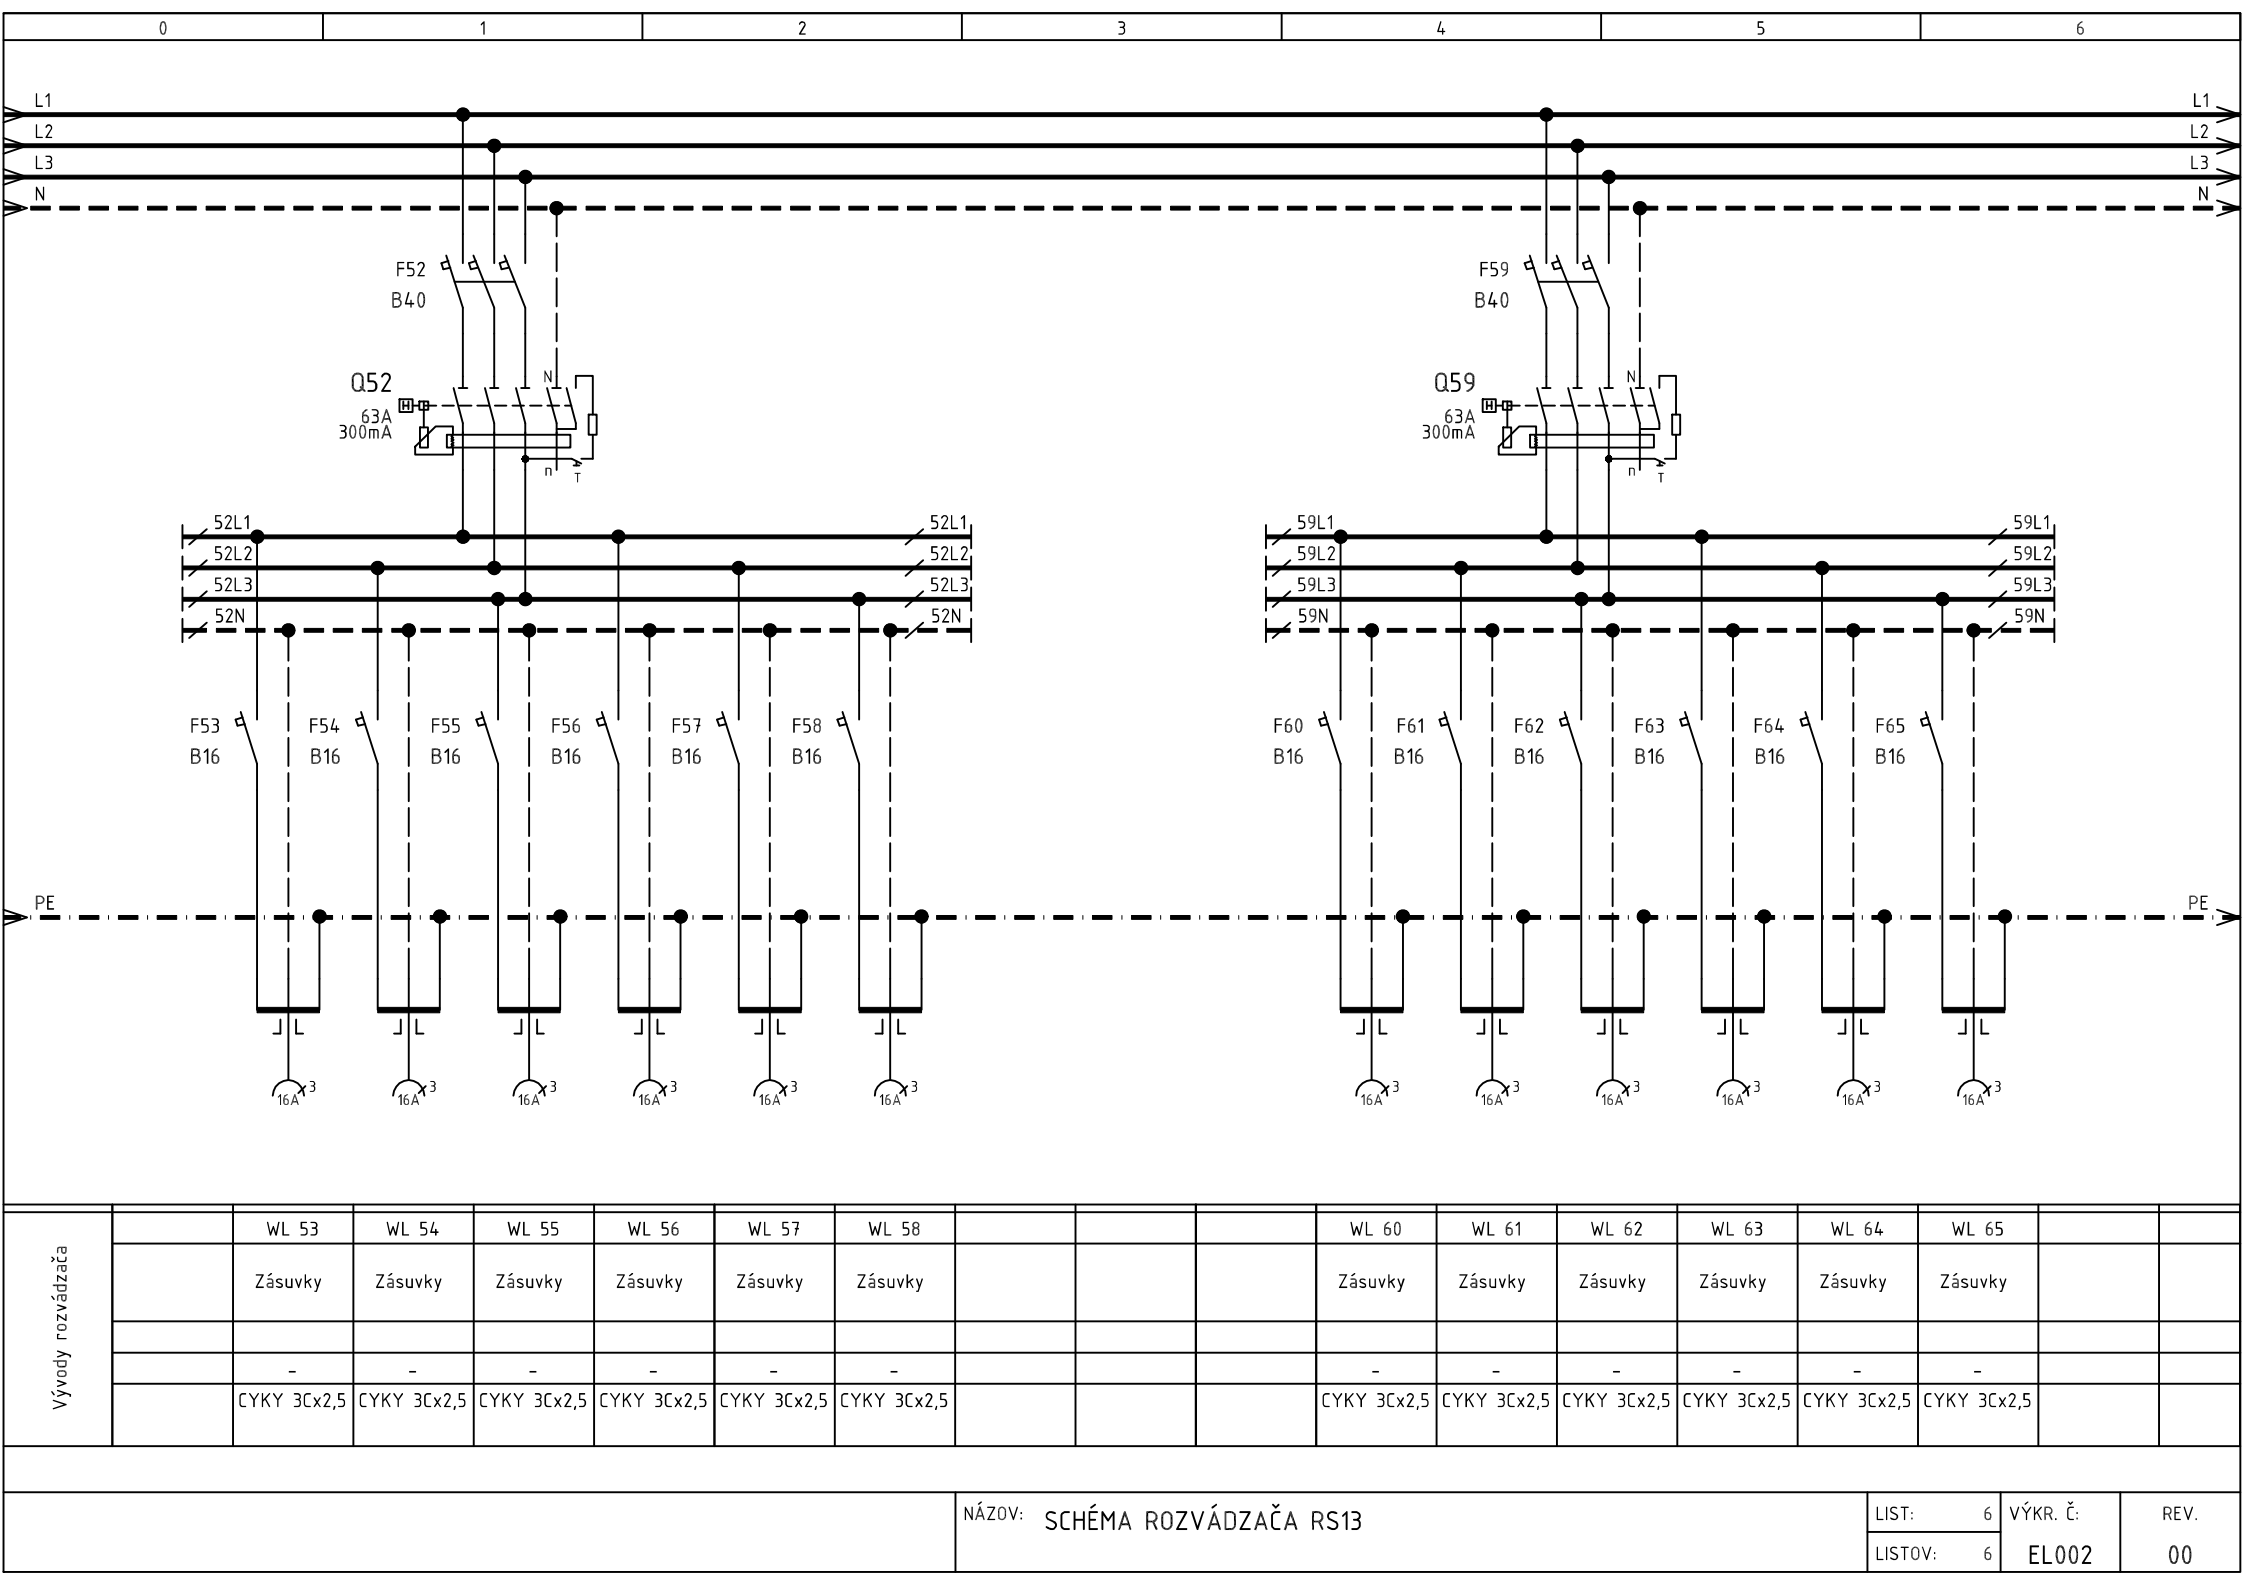 0 1 2 3 4 5 6
L1 L1
L2 L2
L3 L3
N N
F52 F59
B40 B40
Q52 N Q59 N
63A 63A
300mA 300mA
n T n T
52L1 52L1 59L1 59L1
52L2 52L2 59L2 59L2
52L3 52L3 59L3 59L3
52N 52N 59N 59N
F53 F54 F55 F56 F57 F58 F60 F61 F62 F63 F64 F65
B16 B16 B16 B16 B16 B16 B16 B16 B16 B16 B16 B16
PE PE
3 3 3 3 3 3 3 3 3 3 3 3
16A 16A 16A 16A 16A 16A 16A 16A 16A 16A 16A 16A
Vývody rozvádzača
WL 53 WL 54 WL 55 WL 56 WL 57 WL 58 WL 60 WL 61 WL 62 WL 63 WL 64 WL 65
Zásuvky Zásuvky Zásuvky Zásuvky Zásuvky Zásuvky Zásuvky Zásuvky Zásuvky Zásuvky Zásuvky Zásuvky
- - - - - - - - - - - -
CYKY 3Cx2,5 CYKY 3Cx2,5 CYKY 3Cx2,5 CYKY 3Cx2,5 CYKY 3Cx2,5 CYKY 3Cx2,5 CYKY 3Cx2,5 CYKY 3Cx2,5 CYKY 3Cx2,5 CYKY 3Cx2,5 CYKY 3Cx2,5 CYKY 3Cx2,5
NÁZOV: SCHÉMA ROZVÁDZAČA RS13
LIST: 6 VÝKR. Č: REV.
LISTOV: 6 EL002 00